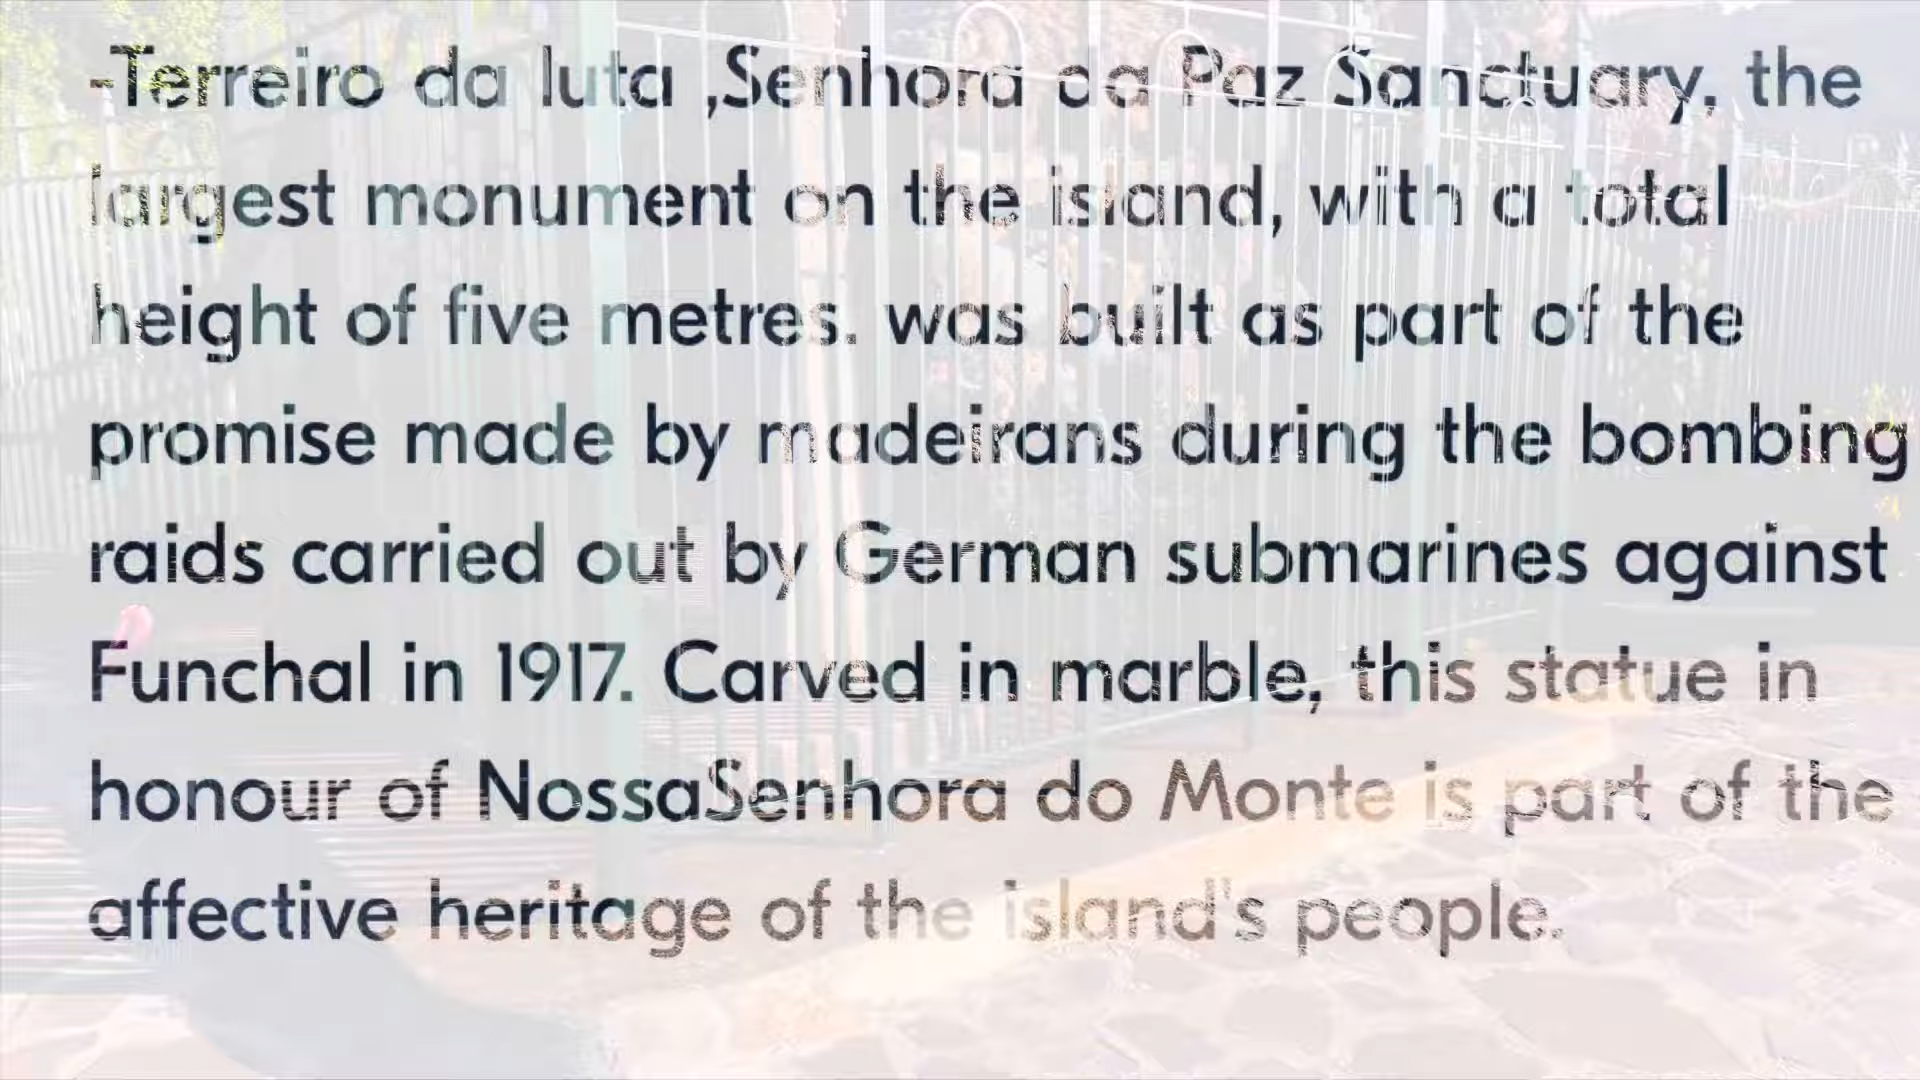 -Terreiro da luta ,Senhora da Paz Sanctuary, the
largest monument on the island, with a total
height of five metres. was built as part of the
promise made by madeirans during the bombing
raids carried out by German submarines against
Funchal in 1917. Carved in marble, this statue in
honour of NossaSenhora do Monte is part of the
affective heritage of the island's people.